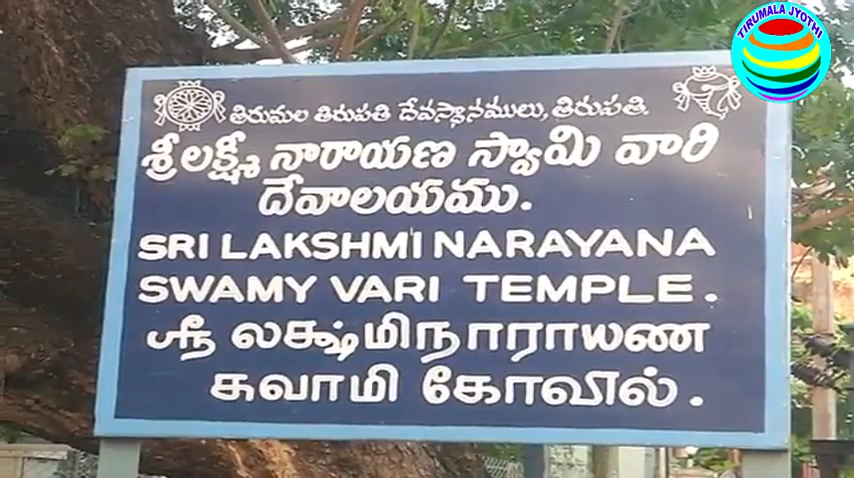 TIRUMALA JYOTHI
తిరుమల తిరుపతి దేవస్థానములు, తిరుపతి.
శ్రీ లక్ష్మీ నారాయణ స్వామి వారి
దేవాలయము.
SRI LAKSHMI NARAYANA
SWAMY VARI TEMPLE.
ஸ்ரீ லக்ஷ்மிநாராயண
சுவாமி கோவில்.